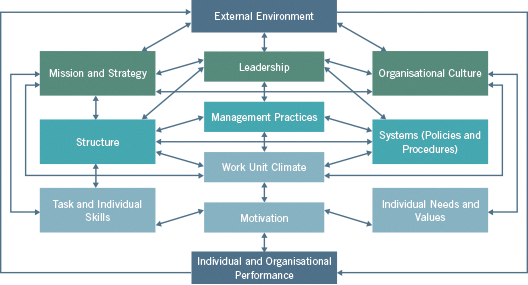 External Environment
Mission and Strategy
Leadership
Organisational Culture
Management Practices
Structure
Systems (Policies and
Procedures)
Work Unit Climate
Task and Individual
Skills
Motivation
Individual Needs and
Values
Individual and Organisational
Performance